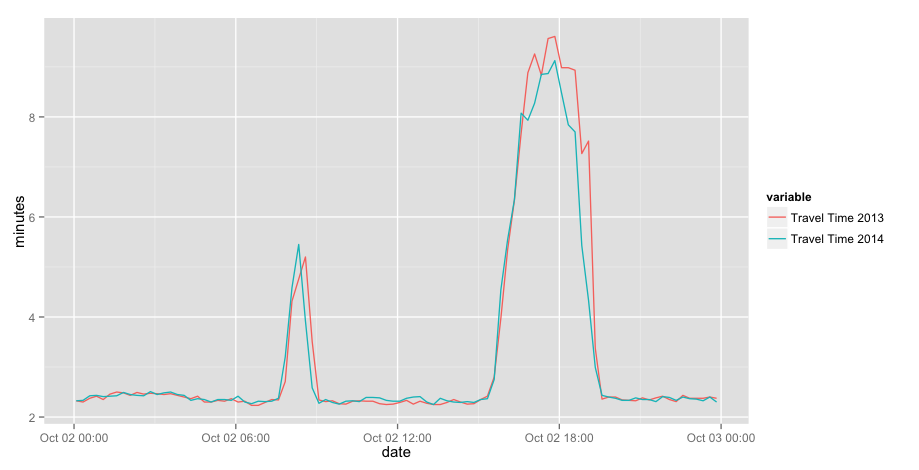 8
6
4
2
minutes
Oct 02 00:00
Oct 02 06:00
Oct 02 12:00
Oct 02 18:00
Oct 03 00:00
date
variable
Travel Time 2013
Travel Time 2014